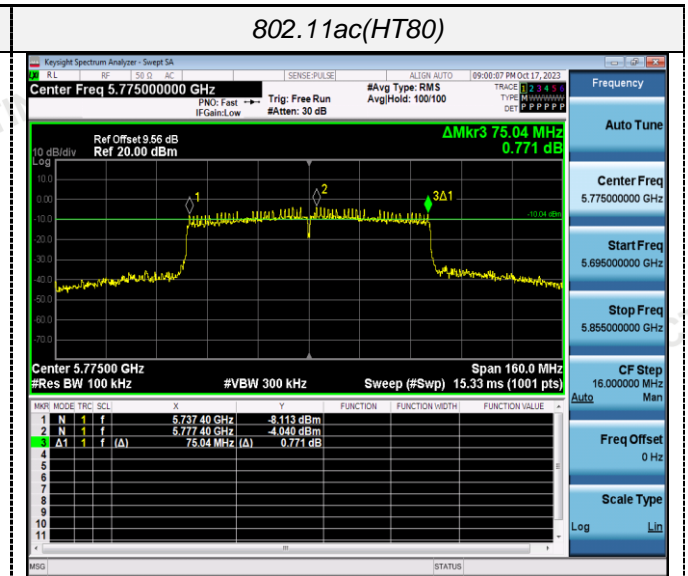 802.11ac(HT80)
Keysight Spectrum Analyzer - Swept SA
LXI RL RF 50 Ω AC SENSE:PULSE ALIGN AUTO 09:00:07 PM Oct 17, 2023
Center Freq 5.775000000 GHz #Avg Type: RMS TRACE 1 2 3 4 5 6
PNO: Fast Trig: Free Run Avg|Hold: 100/100 TYPE M WWWWW
IFGain:Low #Atten: 30 dB DET P P P P P P
ΔMkr3 75.04 MHz
0.771 dB
Ref Offset 9.56 dB
10 dB/div Ref 20.00 dBm
Log
10.0
0.00
-10.0
-20.0
-30.0
-40.0
-50.0
-60.0
-70.0
1
2
3Δ1
-10.04 dBm
Center 5.77500 GHz Span 160.0 MHz
#Res BW 100 kHz #VBW 300 kHz Sweep (#Swp) 15.33 ms (1001 pts)
MKR MODE TRC SCL X Y FUNCTION FUNCTION WIDTH FUNCTION VALUE
1 N 1 f 5.737 40 GHz -8.113 dBm
2 N 1 f 5.777 40 GHz -4.040 dBm
3 Δ1 1 f (Δ) 75.04 MHz (Δ) 0.771 dB
4
5
6
7
8
9
10
11
MSG STATUS
Frequency
Auto Tune
Center Freq
5.775000000 GHz
Start Freq
5.695000000 GHz
Stop Freq
5.855000000 GHz
CF Step
16.000000 MHz
Auto Man
Freq Offset
0 Hz
Scale Type
Log Lin